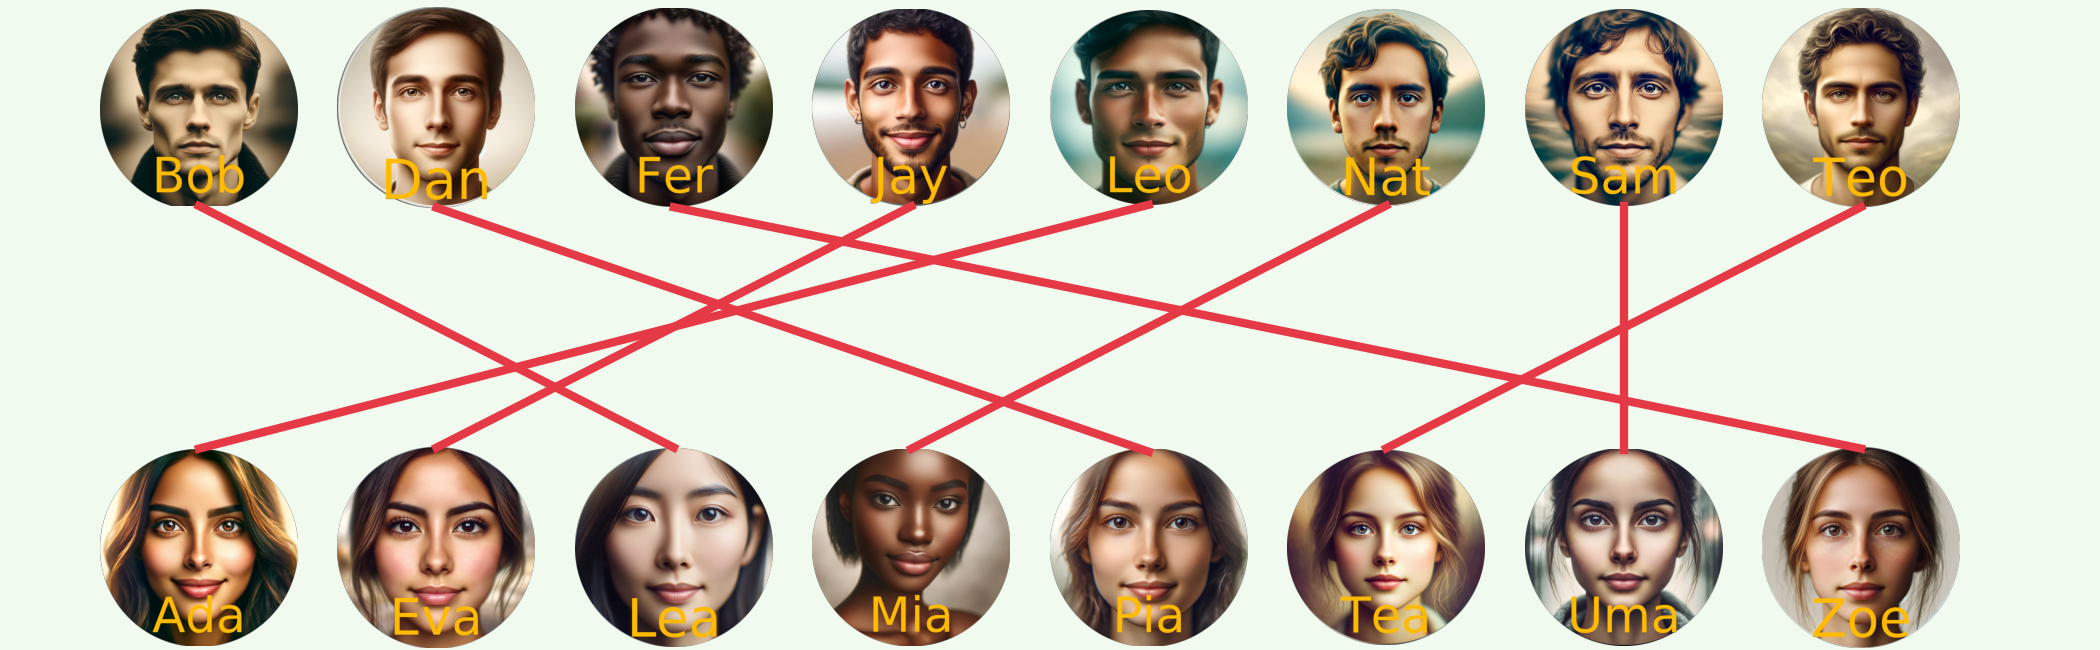 Bob Dan Fer Jay Leo Nat Sam Teo
Ada Eva Lea Mia Pia Tea Uma Zoe